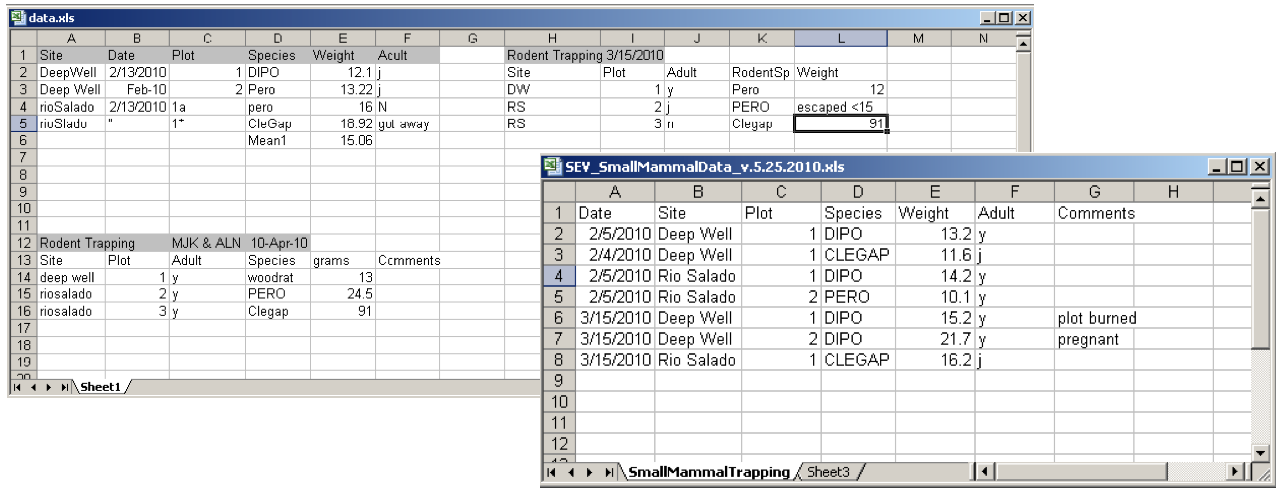 data.xls
A B C D E F G H I J K L M N
1 Site Date Plot Species Weight Acult Rodent Trapping 3/15/2010
2 DeepWell 2/13/2010 1 DIPO 12.1 j Site Plot Adult RodentSp Weight
3 Deep Well Feb-10 2 Pero 13.22 j DW 1 y Pero 12
4 rioSalado 2/13/2010 1a pero 16 N RS 2 j PERO escaped <15
5 rioSlado " 1* CleGap 18.92 gut away RS 3 n Clegap 91
6 Mean1 15.06
7
8
9
10
11
12 Rodent Trapping MJK & ALN 10-Apr-10
13 Site Plot Adult Species grams Comments
14 deep well 1 y woodrat 13
15 riosalado 2 y PERO 24.5
16 riosalado 3 y Clegap 91
17
18
19
20
Sheet1
SEV_SmallMammalData_v.5.25.2010.xls
A B C D E F G H
1 Date Site Plot Species Weight Adult Comments
2 2/5/2010 Deep Well 1 DIPO 13.2 y
3 2/4/2010 Deep Well 1 CLEGAP 11.6 j
4 2/5/2010 Rio Salado 1 DIPO 14.2 y
5 2/5/2010 Rio Salado 2 PERO 10.1 y
6 3/15/2010 Deep Well 1 DIPO 15.2 y plot burned
7 3/15/2010 Deep Well 2 DIPO 21.7 y pregnant
8 3/15/2010 Rio Salado 1 CLEGAP 16.2 j
9
10
11
12
SmallMammalTrapping Sheet3